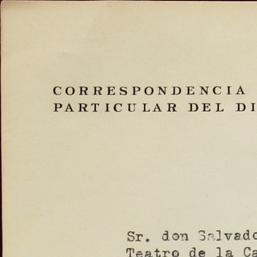 CORRESPONDENCIA
PARTICULAR DEL DI
Sr. don Salvado
Teatro de la Ca